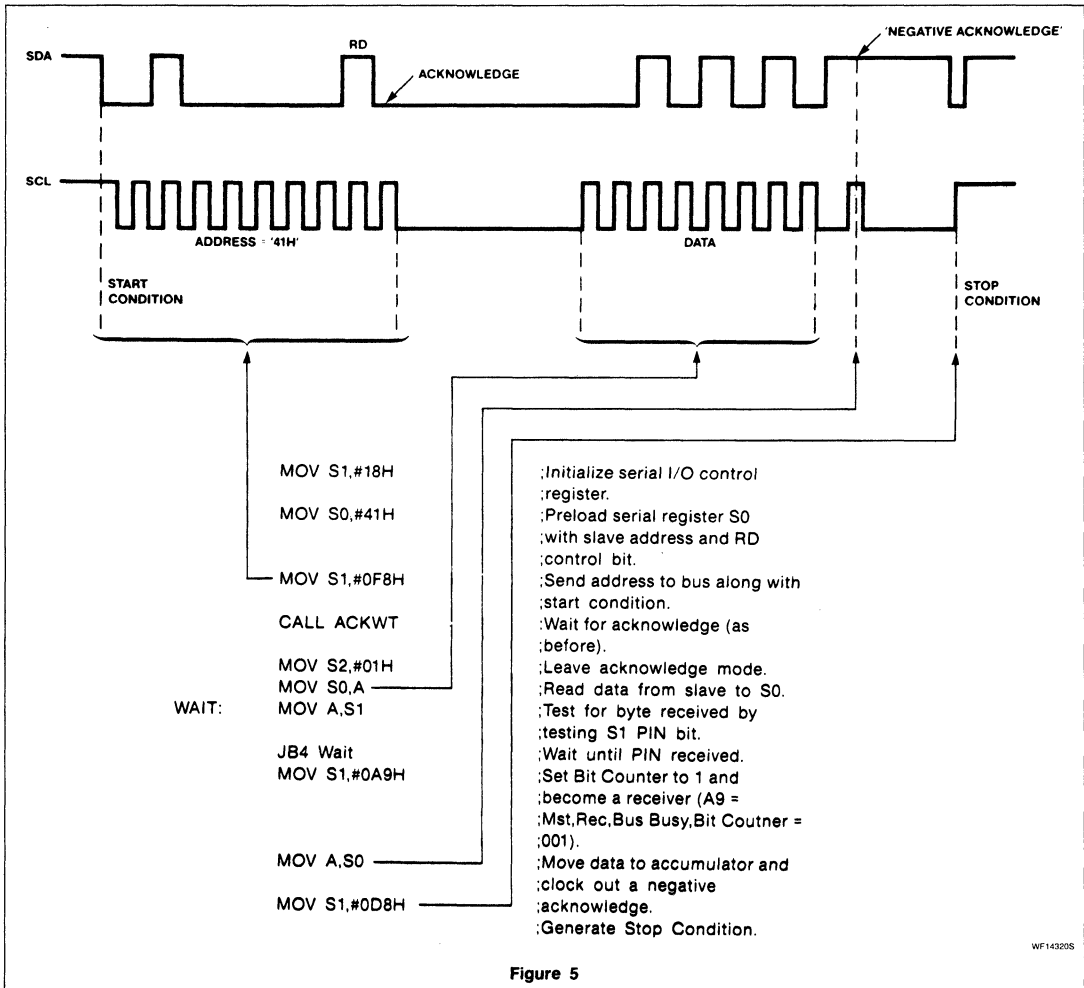 'NEGATIVE ACKNOWLEDGE'
SDA
RD
ACKNOWLEDGE
SCL
ADDRESS = '41H'
DATA
START
CONDITION
STOP
CONDITION
MOV S1,#18H ;Initialize serial I/O control
;register.
MOV S0,#41H ;Preload serial register S0
;with slave address and RD
;control bit.
MOV S1,#0F8H ;Send address to bus along with
;start condition.
CALL ACKWT :Wait for acknowledge (as
;before).
MOV S2,#01H ;Leave acknowledge mode.
MOV S0,A ;Read data from slave to S0.
WAIT: MOV A,S1 ;Test for byte received by
;testing S1 PIN bit.
JB4 Wait ;Wait until PIN received.
MOV S1,#0A9H ;Set Bit Counter to 1 and
;become a receiver (A9 =
;Mst,Rec,Bus Busy,Bit Coutner =
;001).
MOV A,S0 ;Move data to accumulator and
;clock out a negative
MOV S1,#0D8H ;acknowledge.
;Generate Stop Condition.
WF14320S
Figure 5